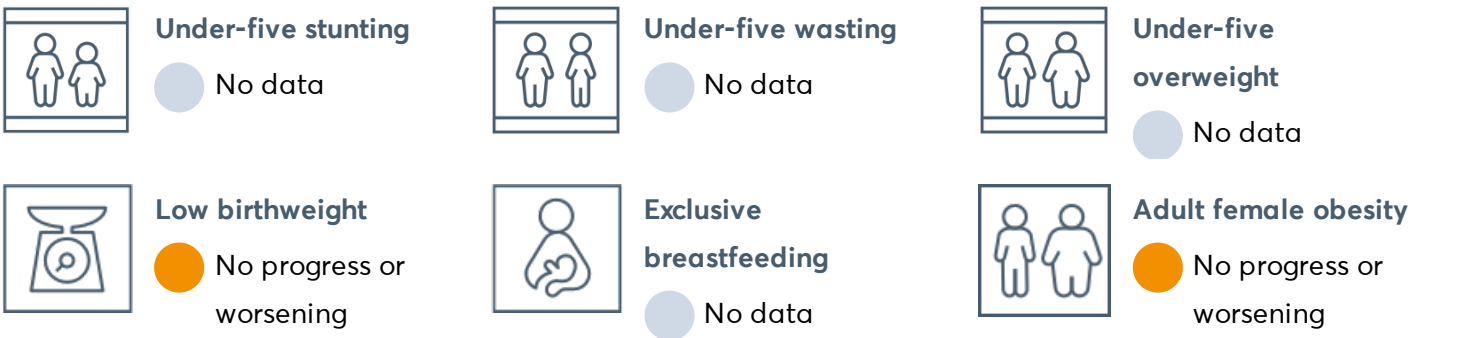 Under-five stunting
No data
Under-five wasting
No data
Under-five
overweight
No data
Low birthweight
No progress or
worsening
Exclusive
breastfeeding
No data
Adult female obesity
No progress or
worsening